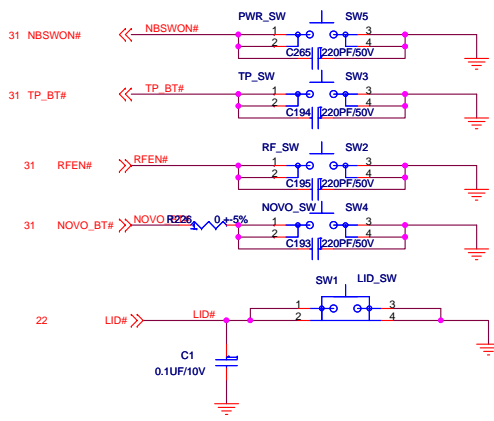 PWR_SW SW5
31 NBSWON# NBSWON# 1 3
2 4
C265 220PF/50V
TP_SW SW3
31 TP_BT# TP_BT# 1 3
2 4
C194 220PF/50V
RF_SW SW2
31 RFEN# RFEN# 1 3
2 4
C195 220PF/50V
NOVO_SW SW4
31 NOVO_BT# R226 0_+-5% 1 3
2 4
C193 220PF/50V
SW1 LID_SW
1 3
22 LID# LID# 2 4
C1
0.1UF/10V